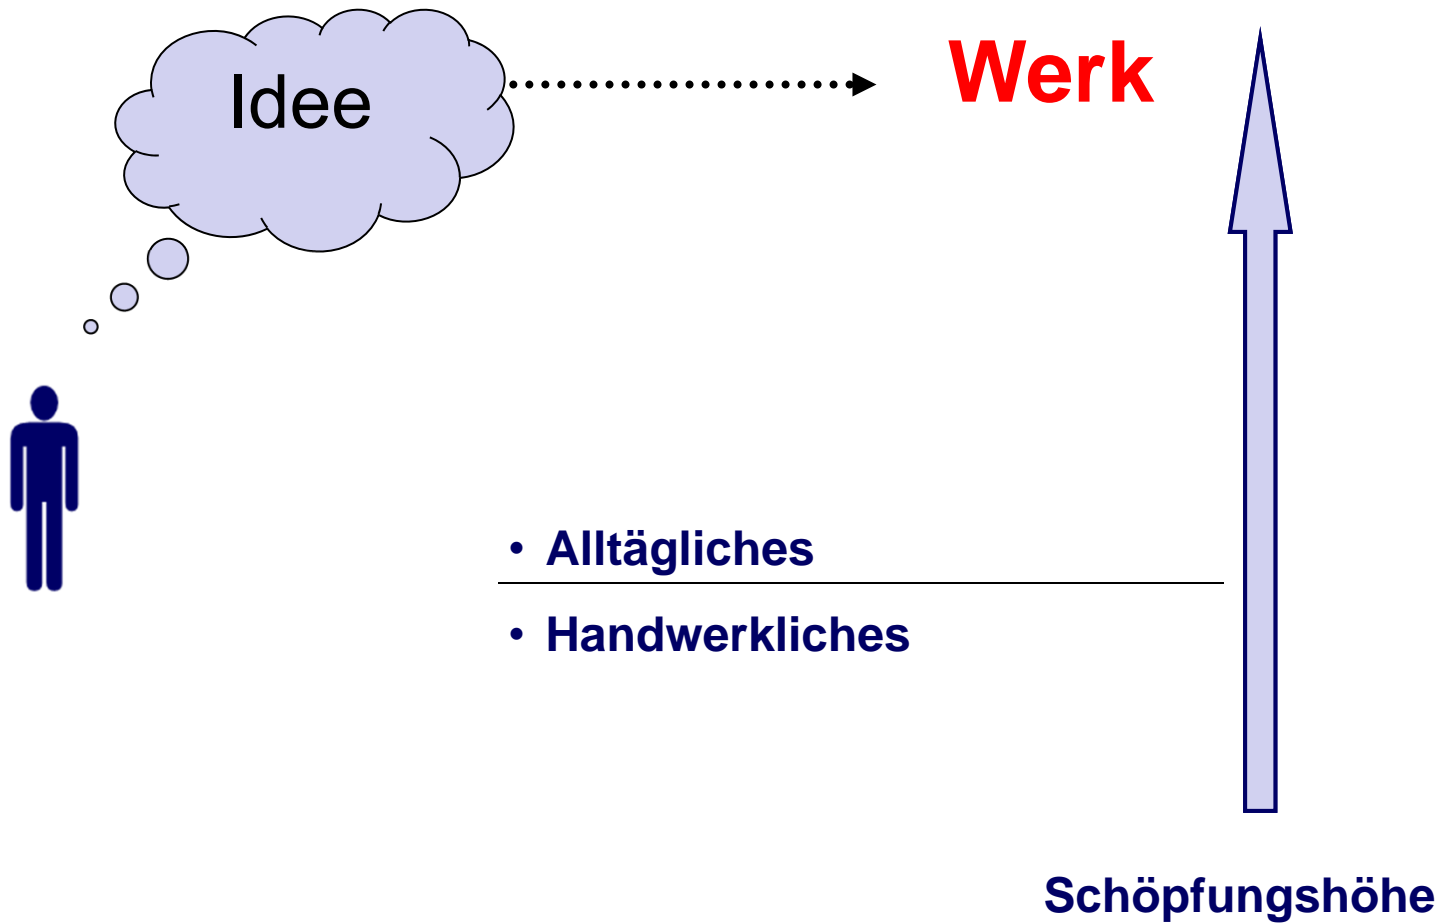 Idee
Werk
• Alltägliches
• Handwerkliches
Schöpfungshöhe